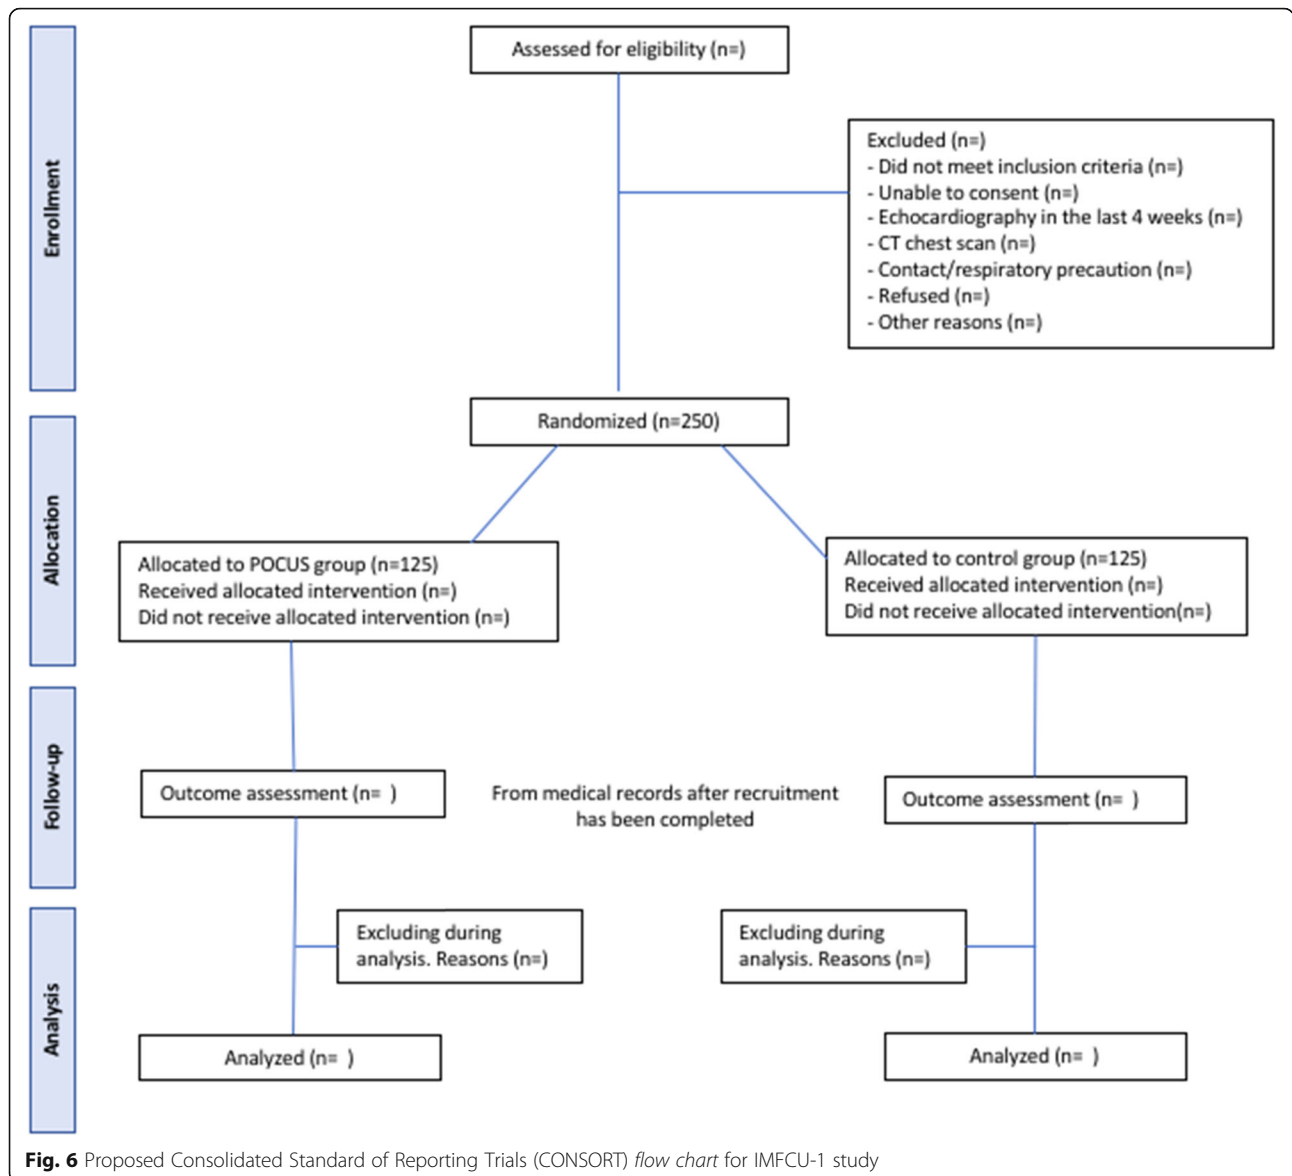 Enrollment
Assessed for eligibility (n=)
Excluded (n=)
- Did not meet inclusion criteria (n=)
- Unable to consent (n=)
- Echocardiography in the last 4 weeks (n=)
- CT chest scan (n=)
- Contact/respiratory precaution (n=)
- Refused (n=)
- Other reasons (n=)
Randomized (n=250)
Allocation
Allocated to POCUS group (n=125)
Received allocated intervention (n=)
Did not receive allocated intervention (n=)
Allocated to control group (n=125)
Received allocated intervention (n=)
Did not receive allocated intervention(n=)
Follow-up
Outcome assessment (n= )
From medical records after recruitment
has been completed
Outcome assessment (n= )
Analysis
Excluding during
analysis. Reasons (n=)
Excluding during
analysis. Reasons (n=)
Analyzed (n= )
Analyzed (n= )
Fig. 6 Proposed Consolidated Standard of Reporting Trials (CONSORT) flow chart for IMFCU-1 study